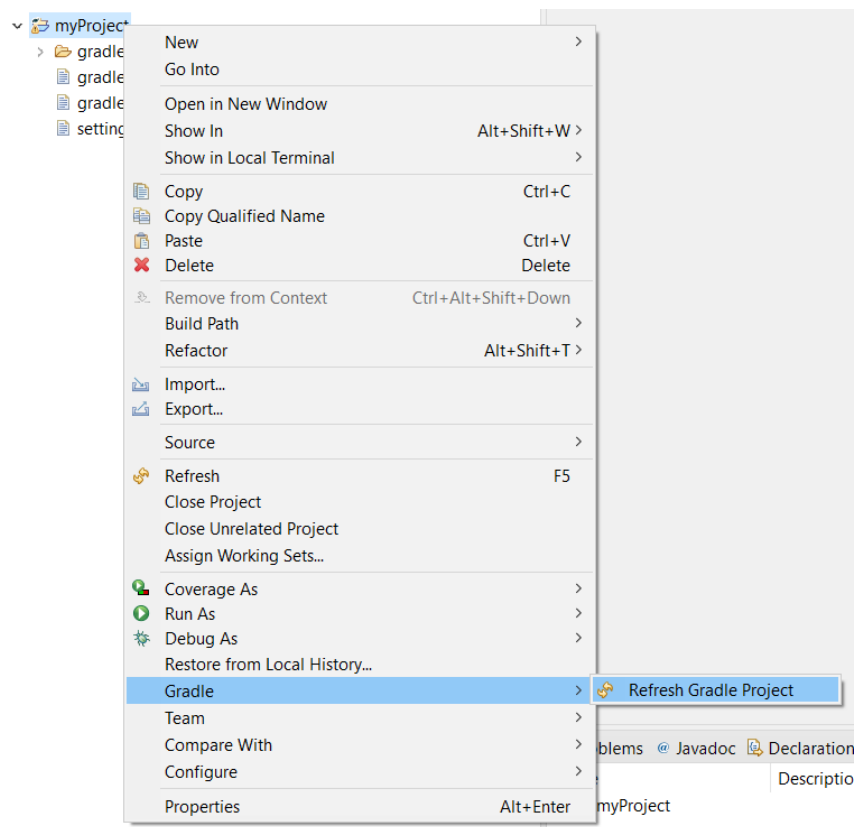 myProject
gradle
gradle
gradle
setting
New
Go Into
Open in New Window
Show In Alt+Shift+W
Show in Local Terminal
Copy Ctrl+C
Copy Qualified Name
Paste Ctrl+V
Delete Delete
Remove from Context Ctrl+Alt+Shift+Down
Build Path
Refactor Alt+Shift+T
Import...
Export...
Source
Refresh F5
Close Project
Close Unrelated Project
Assign Working Sets...
Coverage As
Run As
Debug As
Restore from Local History...
Gradle
Refresh Gradle Project
Team
Compare With
Configure
Properties Alt+Enter
blems @ Javadoc Declaration
Descriptio
myProject